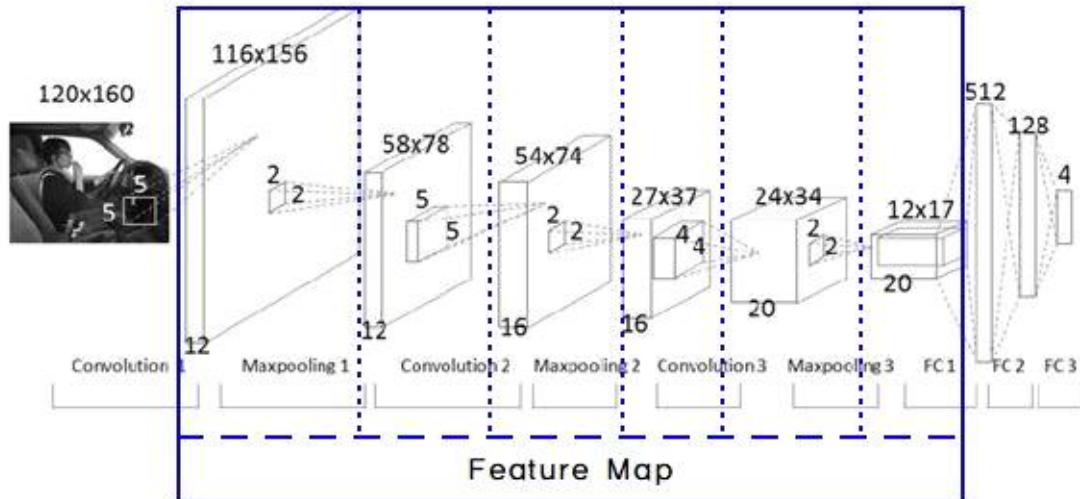 120x160
5
5
116x156
12
2
2
58x78
12
5
5
54x74
16
2
2
27x37
16
4
4
24x34
20
2
2
12x17
20
512
128
4
Convolution 1
Maxpooling 1
Convolution 2
Maxpooling 2
Convolution 3
Maxpooling 3
FC 1
FC 2
FC 3
Feature Map